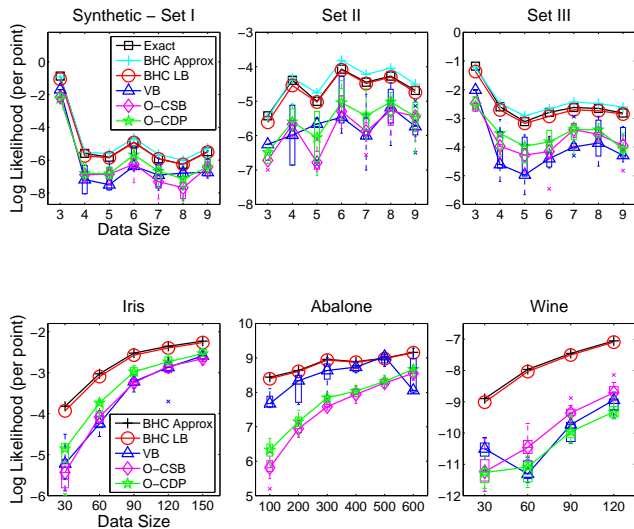 Synthetic − Set I
Set II
Set III
Log Likelihood (per point)
0
−2
−4
−6
−8
Exact
BHC Approx
BHC LB
VB
O−CSB
O−CDP
3 4 5 6 7 8 9
Data Size
−3
−4
−5
−6
−7
−8
3 4 5 6 7 8 9
−1
−2
−3
−4
−5
−6
3 4 5 6 7 8 9
Iris
Abalone
Wine
Log Likelihood (per point)
−2
−3
−4
−5
−6
BHC Approx
BHC LB
VB
O−CSB
O−CDP
30 60 90 120 150
Data Size
10
9
8
7
6
5
100 200 300 400 500 600
−7
−8
−9
−10
−11
−12
30 60 90 120